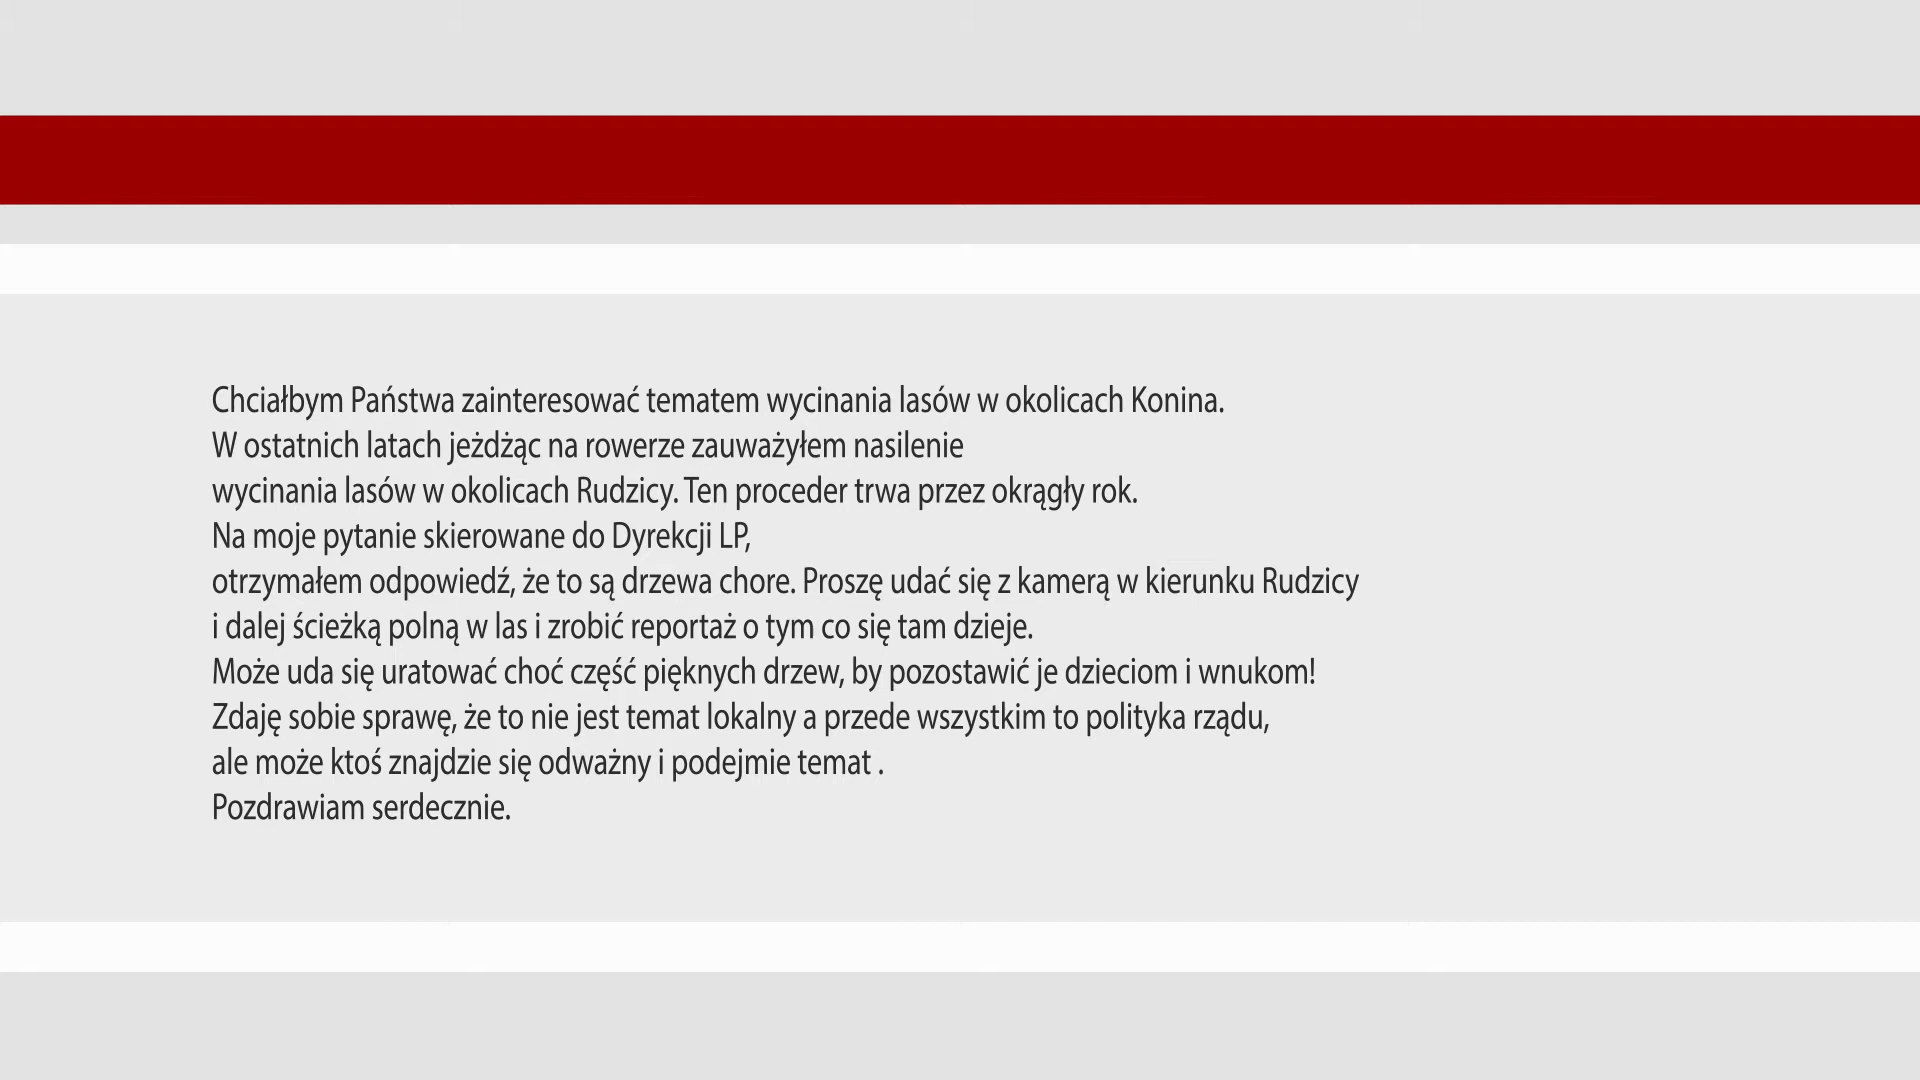 Chciałbym Państwa zainteresować tematem wycinania lasów w okolicach Konina.
W ostatnich latach jeżdżąc na rowerze zauważyłem nasilenie
wycinania lasów w okolicach Rudzicy. Ten proceder trwa przez okrągły rok.
Na moje pytanie skierowane do Dyrekcji LP,
otrzymałem odpowiedź, że to są drzewa chore. Proszę udać się z kamerą w kierunku Rudzicy
i dalej ścieżką polną w las i zrobić reportaż o tym co się tam dzieje.
Może uda się uratować choć część pięknych drzew, by pozostawić je dzieciom i wnukom!
Zdaję sobie sprawę, że to nie jest temat lokalny a przede wszystkim to polityka rządu,
ale może ktoś znajdzie się odważny i podejmie temat .
Pozdrawiam serdecznie.